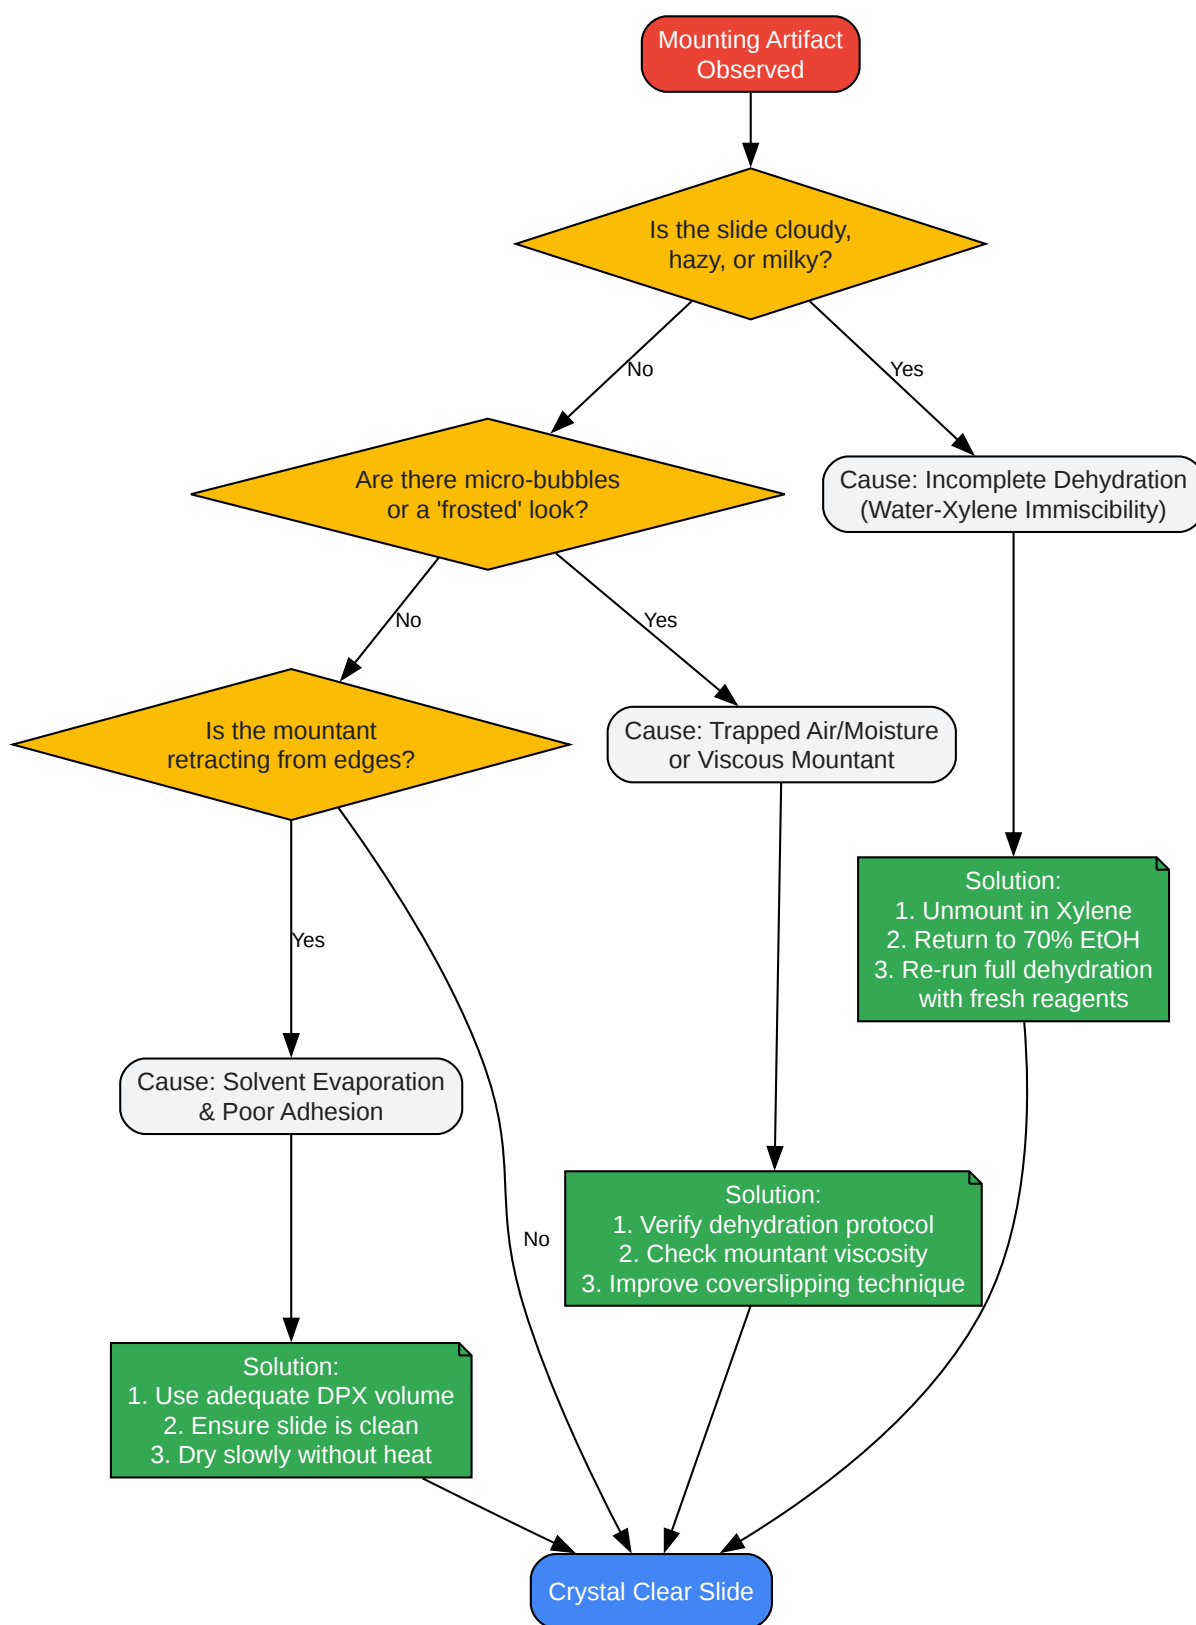 Mounting Artifact
Observed
Is the slide cloudy,
hazy, or milky?
No
Yes
Are there micro-bubbles
or a 'frosted' look?
Cause: Incomplete Dehydration
(Water-Xylene Immiscibility)
No
Yes
Is the mountant
retracting from edges?
Cause: Trapped Air/Moisture
or Viscous Mountant
Solution:
1. Unmount in Xylene
2. Return to 70% EtOH
3. Re-run full dehydration
with fresh reagents
Yes
Cause: Solvent Evaporation
& Poor Adhesion
No
Solution:
1. Verify dehydration protocol
2. Check mountant viscosity
3. Improve coverslipping technique
Solution:
1. Use adequate DPX volume
2. Ensure slide is clean
3. Dry slowly without heat
Crystal Clear Slide